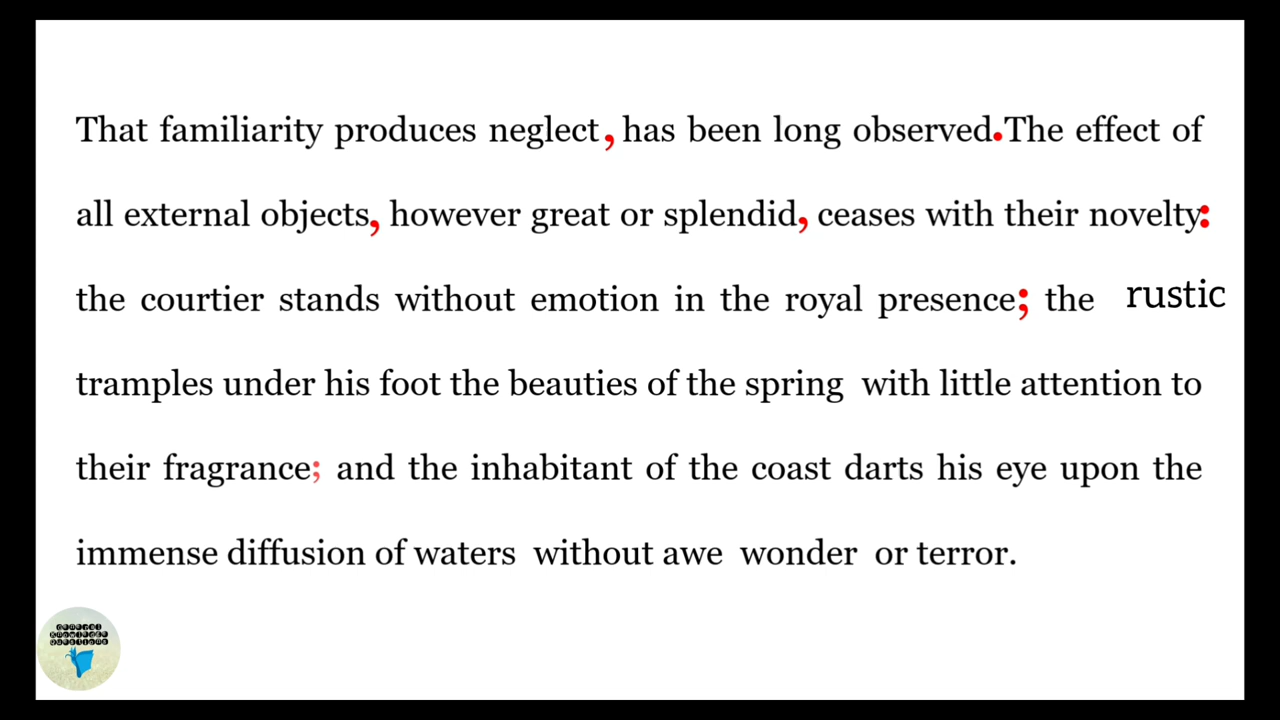 That familiarity produces neglect, has been long observed.The effect of
all external objects, however great or splendid, ceases with their novelty:
the courtier stands without emotion in the royal presence; the rustic
tramples under his foot the beauties of the spring with little attention to
their fragrance; and the inhabitant of the coast darts his eye upon the
immense diffusion of waters without awe wonder or terror.
General
Knowledge
Questions